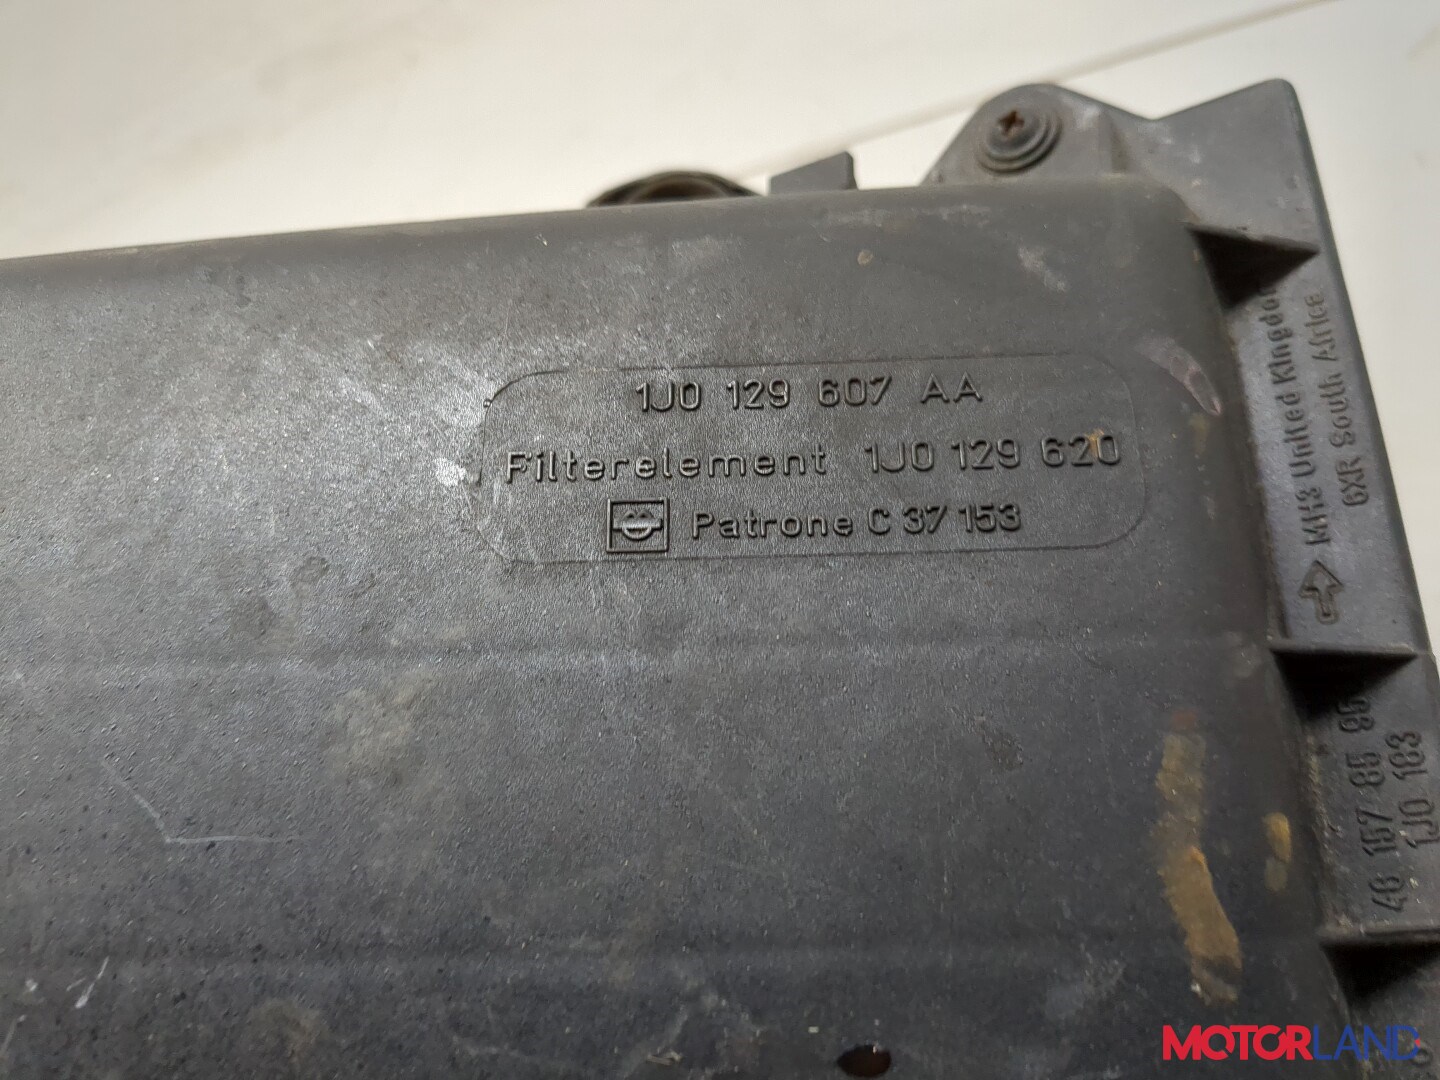 1J0 129 607 AA
Filterelement 1J0 129 620
Patrone C 37 153
MH3 United Kingdom
6XR South Africa
46 157 85 95
1J0 183
MOTORLAND